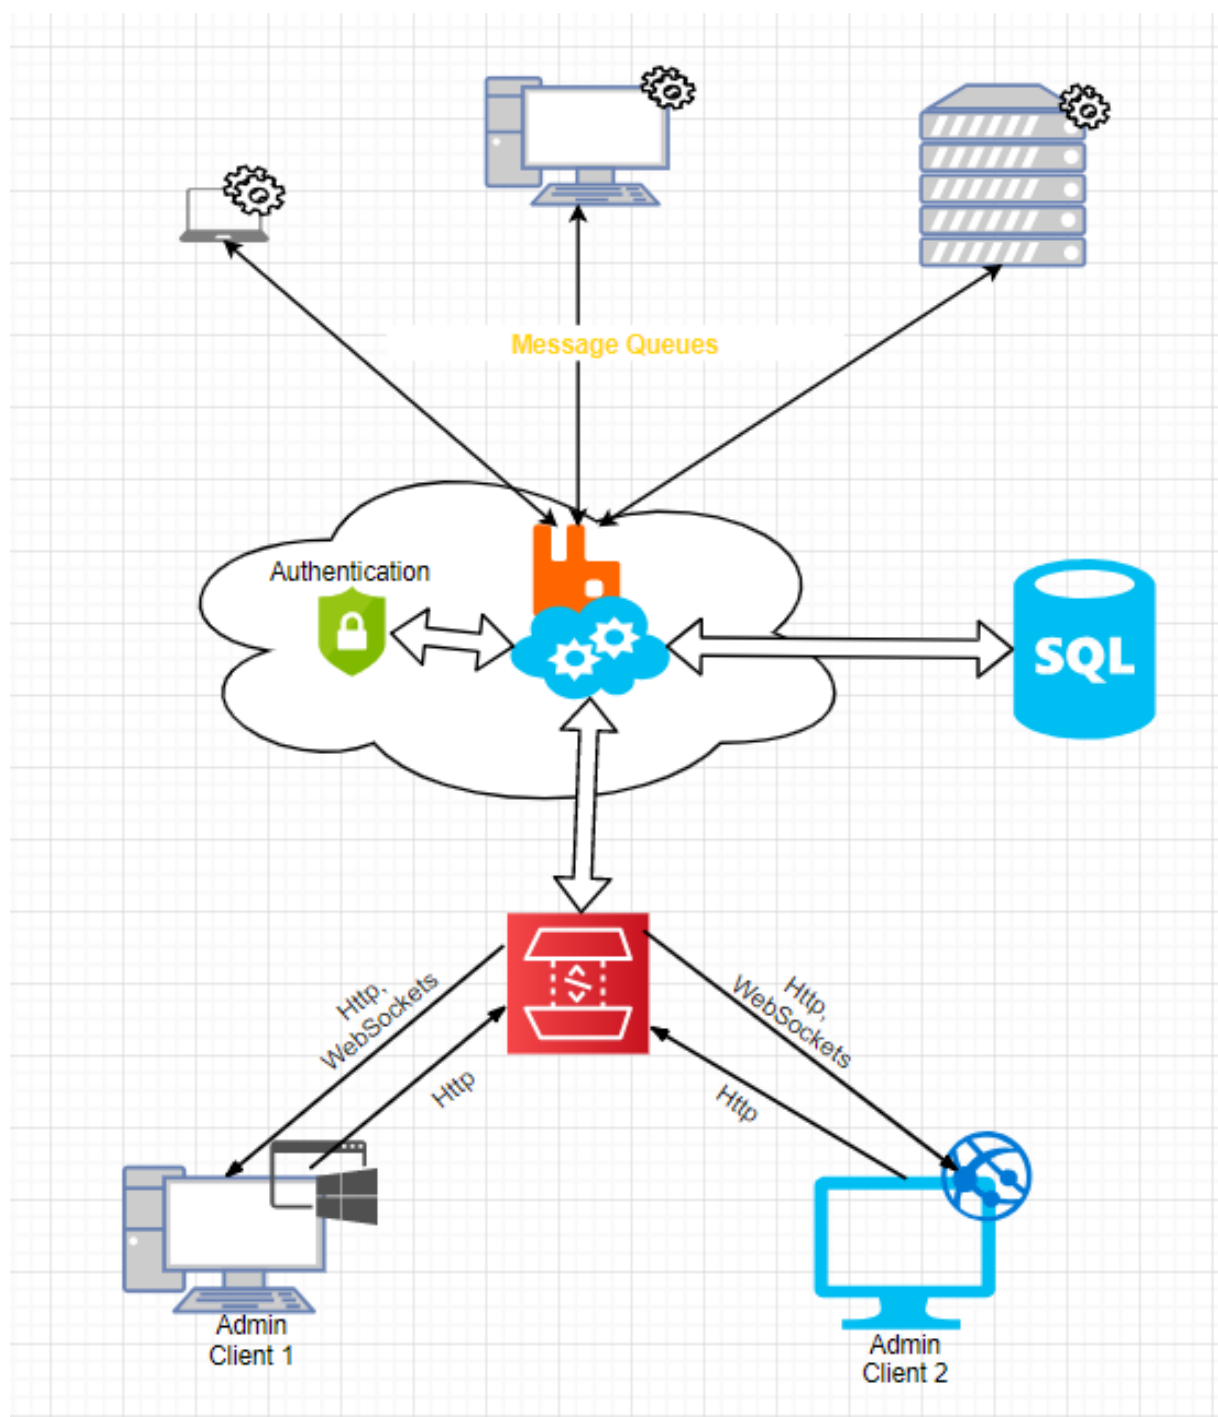 Message Queues
Authentication
SQL
Http,
WebSockets
Http
Http,
WebSockets
Http
Admin
Client 1
Admin
Client 2